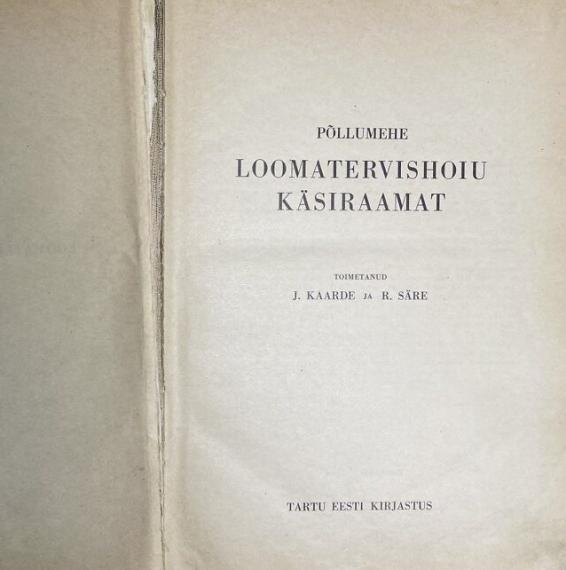 PÕLLUMEHE
LOOMATERVISHOIU
KÄSIRAAMAT
TOIMETANUD
J. KAARDE JA R. SÄRE
TARTU EESTI KIRJASTUS